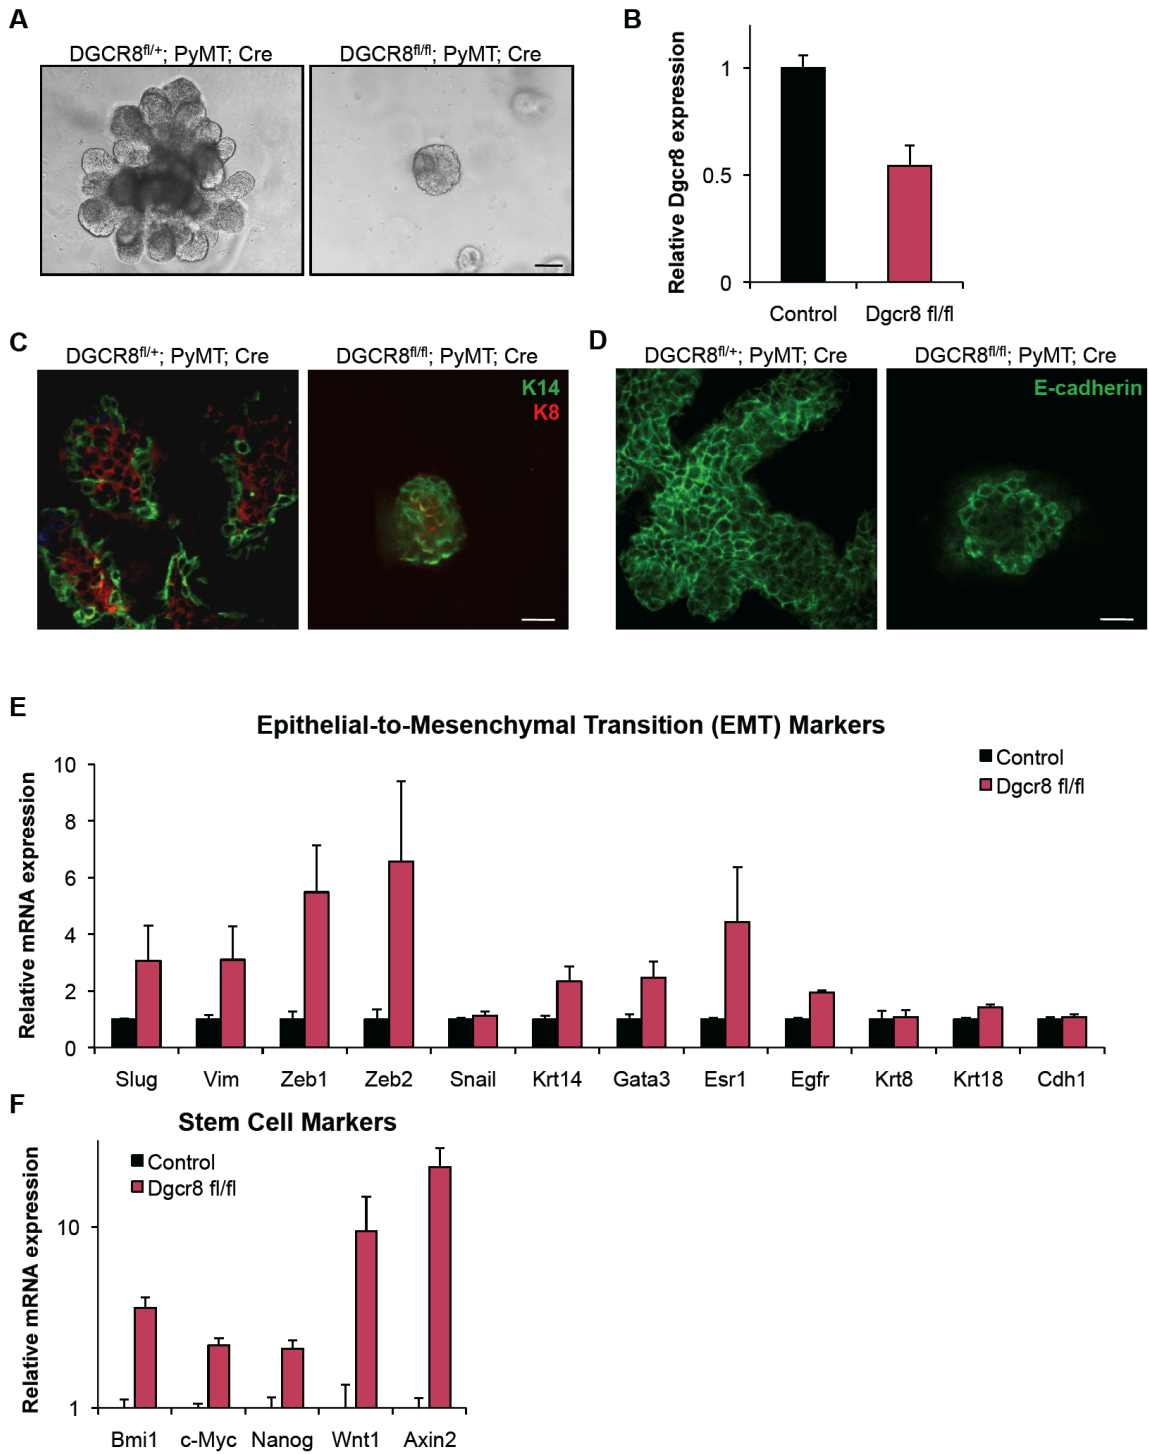 A
DGCR8fl/+; PyMT; Cre
DGCR8fl/fl; PyMT; Cre
B
Relative Dgcr8 expression
1
0.5
0
Control
Dgcr8 fl/fl
C
DGCR8fl/+; PyMT; Cre
DGCR8fl/fl; PyMT; Cre
K14
K8
D
DGCR8fl/+; PyMT; Cre
DGCR8fl/fl; PyMT; Cre
E-cadherin
E
Epithelial-to-Mesenchymal Transition (EMT) Markers
Control
Dgcr8 fl/fl
Relative mRNA expression
10
8
6
4
2
0
Slug
Vim
Zeb1
Zeb2
Snail
Krt14
Gata3
Esr1
Egfr
Krt8
Krt18
Cdh1
F
Stem Cell Markers
Control
Dgcr8 fl/fl
Relative mRNA expression
10
1
Bmi1
c-Myc
Nanog
Wnt1
Axin2